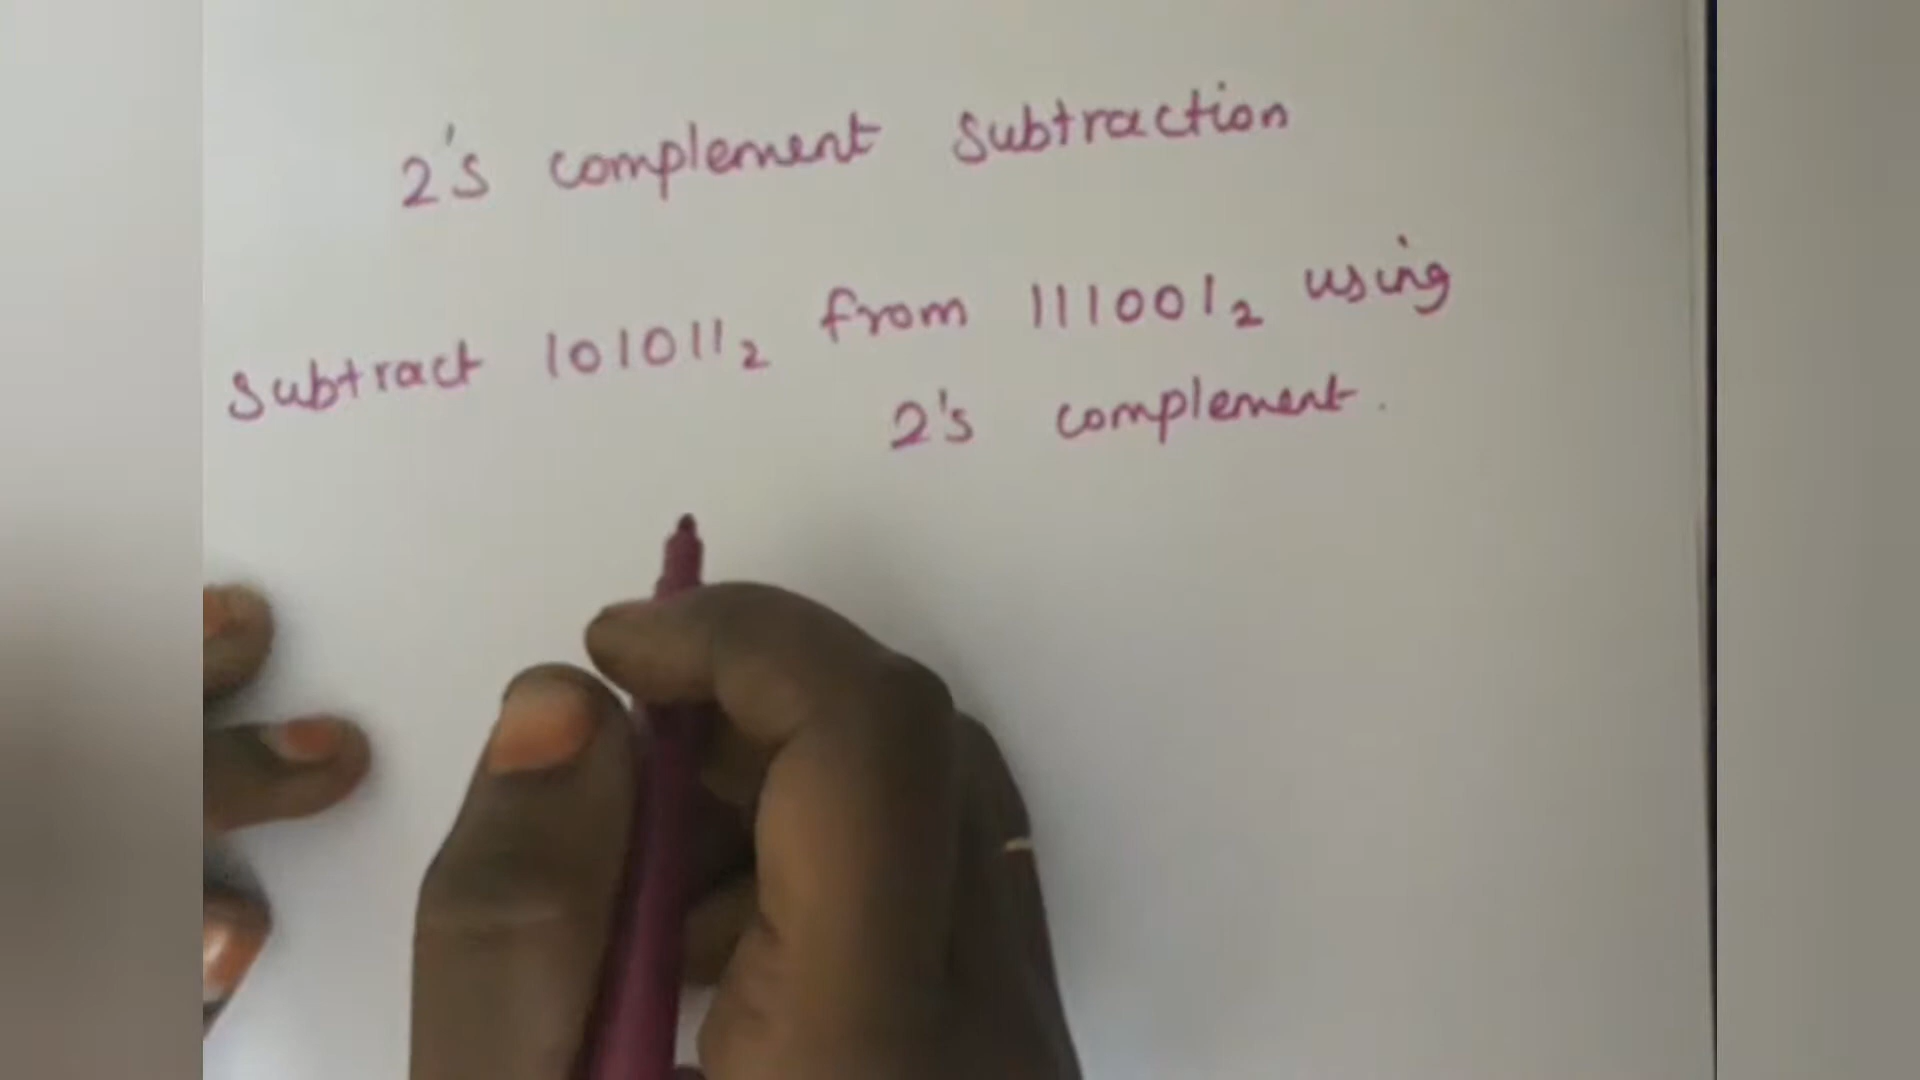 2's complement Subtraction
Subtract 101011₂ from 111001₂ using
2's complement.